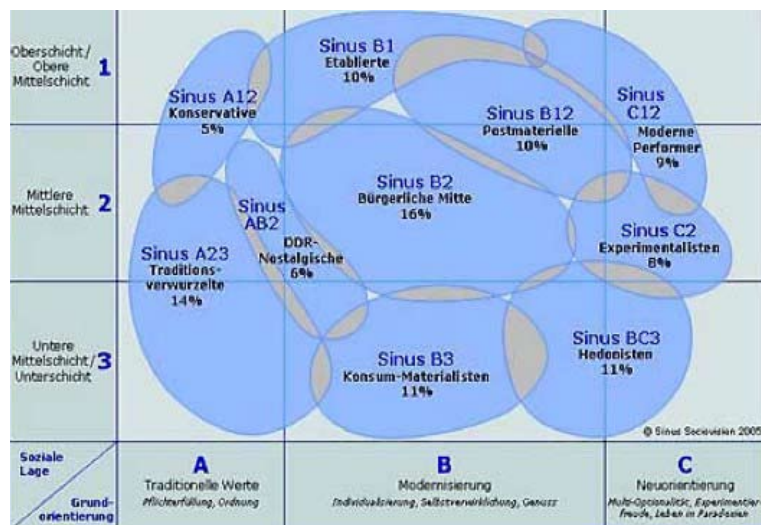 Oberschicht/
Obere
Mittelschicht
1
Sinus B1
Etablierte
10%
Sinus A12
Konservative
5%
Sinus B12
Postmaterielle
10%
Sinus
C12
Moderne
Performer
9%
Mittlere
Mittelschicht
2
Sinus
AB2
DDR-
Nostalgische
6%
Sinus B2
Bürgerliche Mitte
16%
Sinus C2
Experimentalisten
8%
Sinus A23
Traditions-
verwurzelte
14%
Untere
Mittelschicht/
Unterschicht
3
Sinus B3
Konsum-Materialisten
11%
Sinus BC3
Hedonisten
11%
© Sinus Sociovision 2005
Soziale
Lage
Grund-
orientierung
A
Traditionelle Werte
Pflichterfüllung, Ordnung
B
Modernisierung
Individualisierung, Selbstverwirklichung, Genuss
C
Neuorientierung
Multi-Optionalität, Experimentier-
freude, Leben in Paradoxien